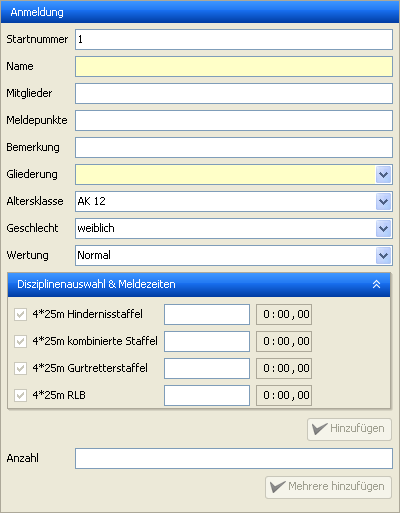 Anmeldung
Startnummer 1
Name
Mitglieder
Meldepunkte
Bemerkung
Gliederung
Altersklasse AK 12
Geschlecht weiblich
Wertung Normal
Disziplinenauswahl & Meldezeiten
4*25m Hindernisstaffel 0:00,00
4*25m kombinierte Staffel 0:00,00
4*25m Gurtretterstaffel 0:00,00
4*25m RLB 0:00,00
Hinzufügen
Anzahl
Mehrere hinzufügen